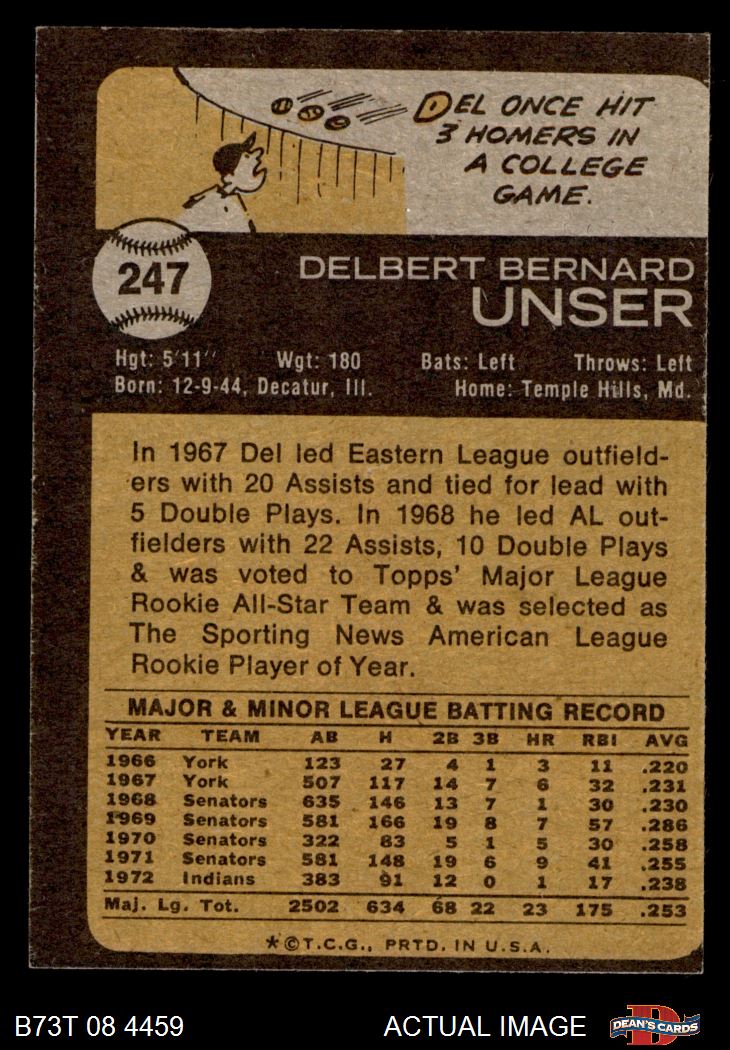 DEL ONCE HIT
3 HOMERS IN
A COLLEGE
GAME.
247
DELBERT BERNARD
UNSER
Hgt: 5'11" Wgt: 180 Bats: Left Throws: Left
Born: 12-9-44, Decatur, Ill. Home: Temple Hills, Md.
In 1967 Del led Eastern League outfield-
ers with 20 Assists and tied for lead with
5 Double Plays. In 1968 he led AL out-
fielders with 22 Assists, 10 Double Plays
& was voted to Topps' Major League
Rookie All-Star Team & was selected as
The Sporting News American League
Rookie Player of Year.
MAJOR & MINOR LEAGUE BATTING RECORD
YEAR TEAM AB H 2B 3B HR RBI AVG
1966 York 123 27 4 1 3 11 .220
1967 York 507 117 14 7 6 32 .231
1968 Senators 635 146 13 7 1 30 .230
1969 Senators 581 166 19 8 7 57 .286
1970 Senators 322 83 5 1 5 30 .258
1971 Senators 581 148 19 6 9 41 .255
1972 Indians 383 91 12 0 1 17 .238
Maj. Lg. Tot. 2502 634 68 22 23 175 .253
★©T.C.G., PRTD. IN U.S.A.
B73T 08 4459 ACTUAL IMAGE DEAN'S CARDS